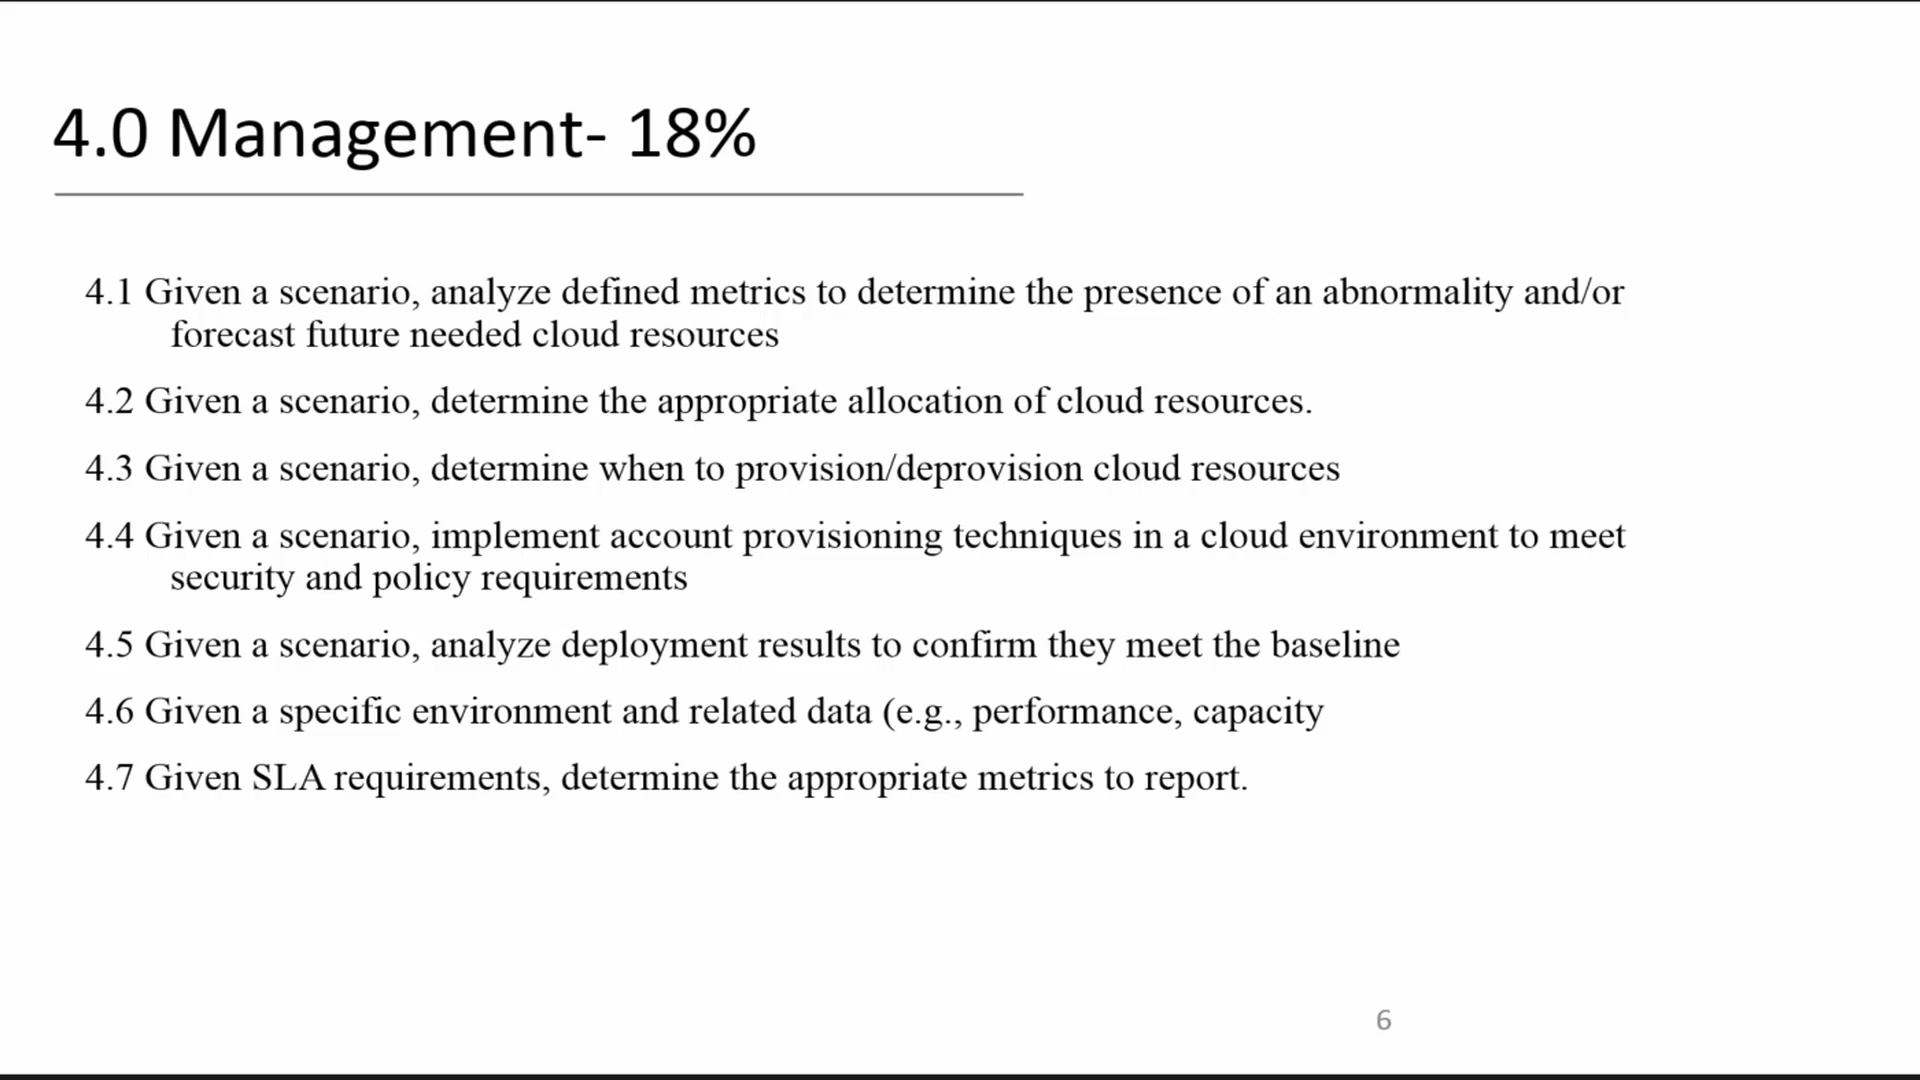 4.0 Management- 18%
4.1 Given a scenario, analyze defined metrics to determine the presence of an abnormality and/or
forecast future needed cloud resources
4.2 Given a scenario, determine the appropriate allocation of cloud resources.
4.3 Given a scenario, determine when to provision/deprovision cloud resources
4.4 Given a scenario, implement account provisioning techniques in a cloud environment to meet
security and policy requirements
4.5 Given a scenario, analyze deployment results to confirm they meet the baseline
4.6 Given a specific environment and related data (e.g., performance, capacity
4.7 Given SLA requirements, determine the appropriate metrics to report.
6